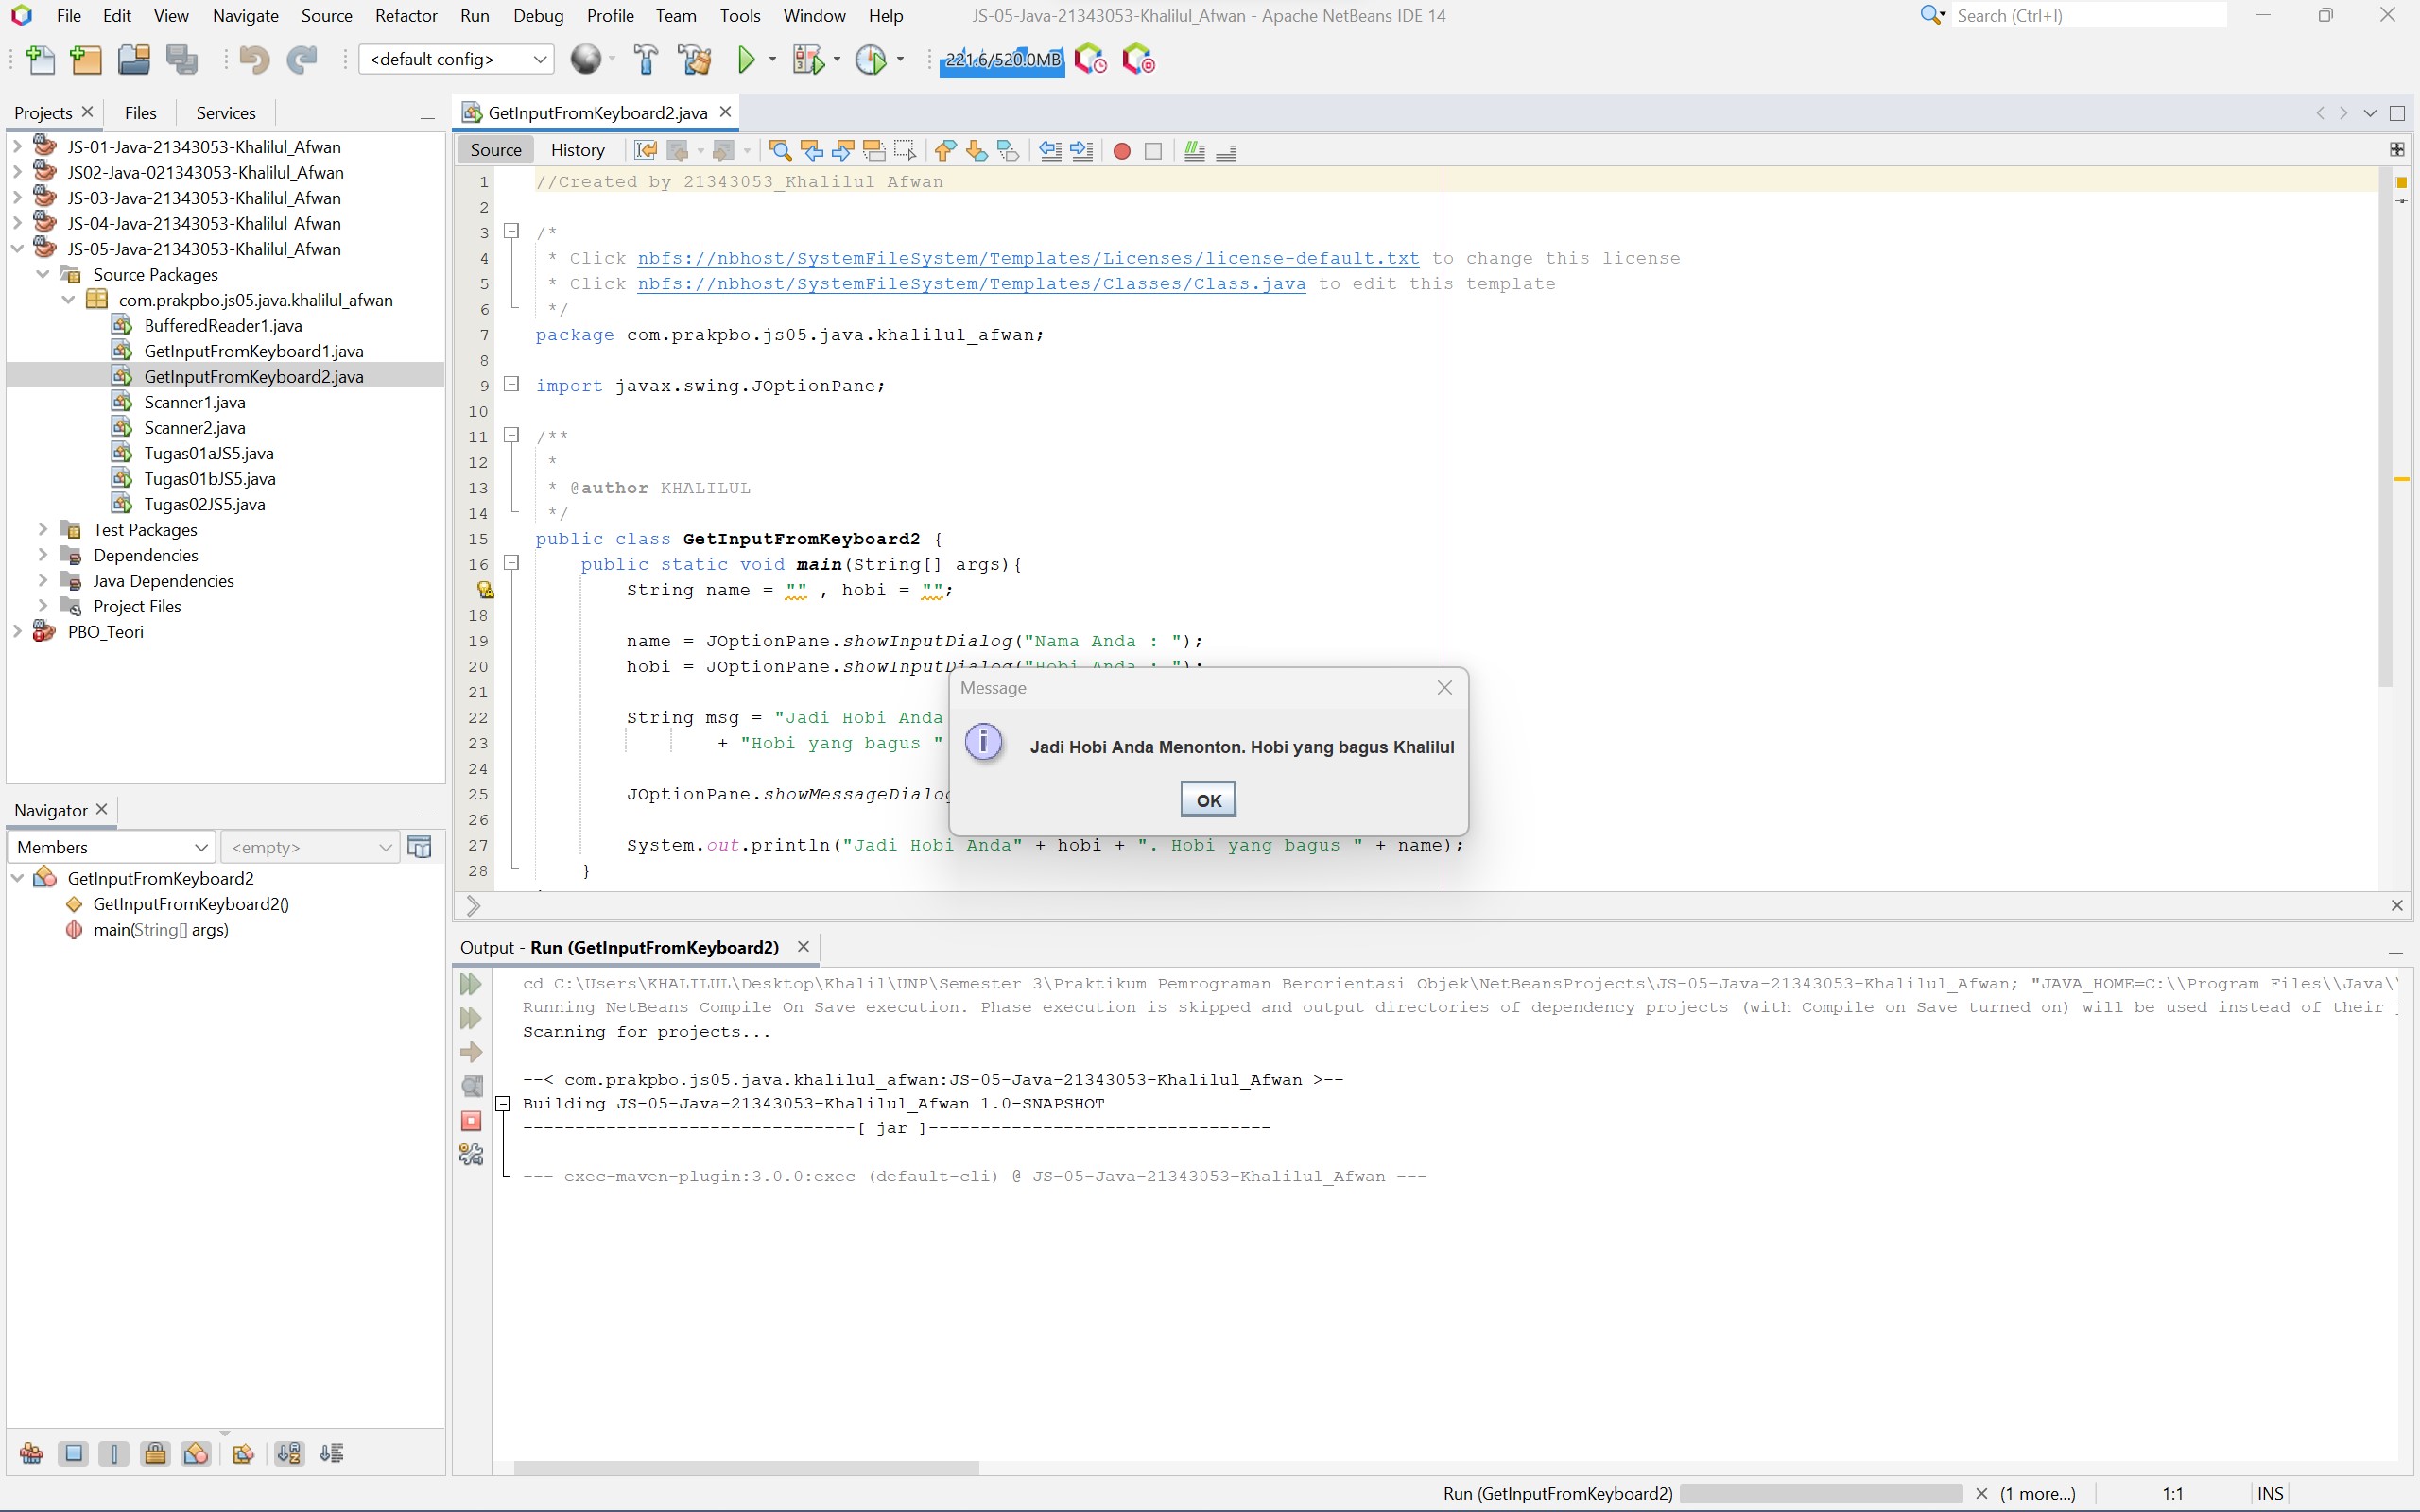 File Edit View Navigate Source Refactor Run Debug Profile Team Tools Window Help JS-05-Java-21343053-Khalilul_Afwan - Apache NetBeans IDE 14 Search (Ctrl+I)
<default config> 221.6/520.0MB
Projects Files Services
JS-01-Java-21343053-Khalilul_Afwan
JS02-Java-021343053-Khalilul_Afwan
JS-03-Java-21343053-Khalilul_Afwan
JS-04-Java-21343053-Khalilul_Afwan
JS-05-Java-21343053-Khalilul_Afwan
Source Packages
com.prakpbo.js05.java.khalilul_afwan
BufferedReader1.java
GetInputFromKeyboard1.java
GetInputFromKeyboard2.java
Scanner1.java
Scanner2.java
Tugas01aJS5.java
Tugas01bJS5.java
Tugas02JS5.java
Test Packages
Dependencies
Java Dependencies
Project Files
PBO_Teori
Navigator
Members <empty>
GetInputFromKeyboard2
GetInputFromKeyboard2()
main(String[] args)
GetInputFromKeyboard2.java
Source History
1 //Created by 21343053_Khalilul Afwan
2
3 /*
4 * Click nbfs://nbhost/SystemFileSystem/Templates/Licenses/license-default.txt to change this license
5 * Click nbfs://nbhost/SystemFileSystem/Templates/Classes/Class.java to edit this template
6 */
7 package com.prakpbo.js05.java.khalilul_afwan;
8
9 import javax.swing.JOptionPane;
10
11 /**
12 *
13 * @author KHALILUL
14 */
15 public class GetInputFromKeyboard2 {
16 public static void main(String[] args){
String name = "" , hobi = "";
18
19 name = JOptionPane.showInputDialog("Nama Anda : ");
20 hobi = JOptionPane.showInputDialog("Hobi Anda : ");
21
22 String msg = "Jadi Hobi Anda
23 + "Hobi yang bagus "
24
25 JOptionPane.showMessageDialog
26
27 System.out.println("Jadi Hobi Anda" + hobi + ". Hobi yang bagus " + name);
28 }
Message
Jadi Hobi Anda Menonton. Hobi yang bagus Khalilul
OK
Output - Run (GetInputFromKeyboard2)
cd C:\Users\KHALILUL\Desktop\Khalil\UNP\Semester 3\Praktikum Pemrograman Berorientasi Objek\NetBeansProjects\JS-05-Java-21343053-Khalilul_Afwan; "JAVA_HOME=C:\\Program Files\\Java\\
Running NetBeans Compile On Save execution. Phase execution is skipped and output directories of dependency projects (with Compile on Save turned on) will be used instead of their
Scanning for projects...
--< com.prakpbo.js05.java.khalilul_afwan:JS-05-Java-21343053-Khalilul_Afwan >--
Building JS-05-Java-21343053-Khalilul_Afwan 1.0-SNAPSHOT
--------------------------------[ jar ]---------------------------------
--- exec-maven-plugin:3.0.0:exec (default-cli) @ JS-05-Java-21343053-Khalilul_Afwan ---
Run (GetInputFromKeyboard2) (1 more...) 1:1 INS